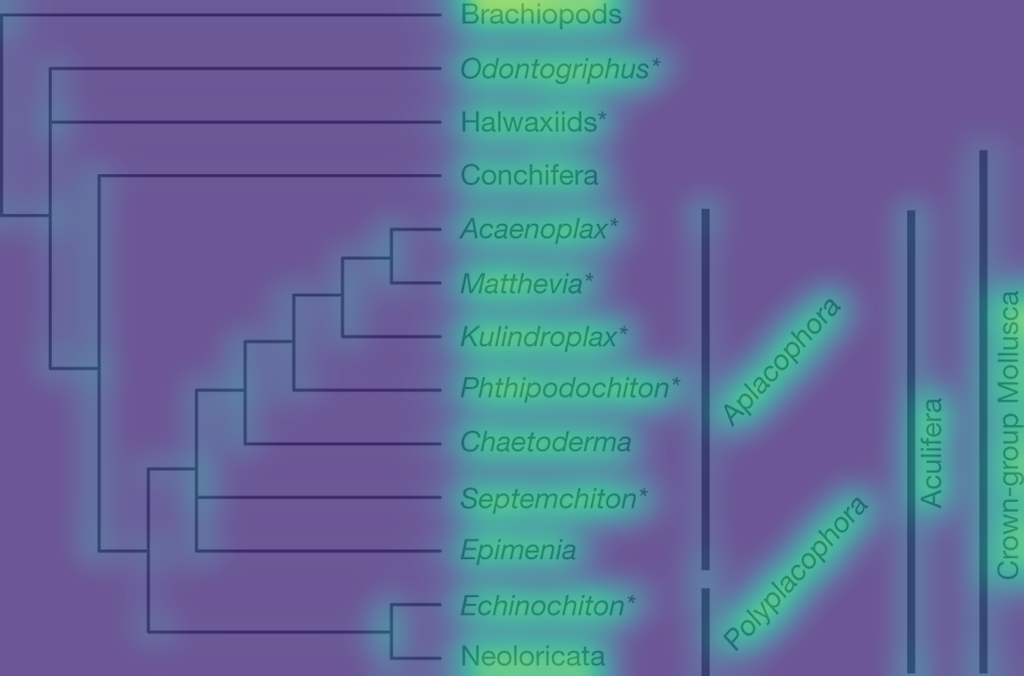 Brachiopods
Odontogriphus*
Halwaxiids*
Conchifera
Acaenoplax*
Matthevia*
Kulindroplax*
Phthipodochiton*
Chaetoderma
Septemchiton*
Epimenia
Echinochiton*
Neoloricata
Aplacophora
Polyplacophora
Aculifera
Crown-group Mollusca